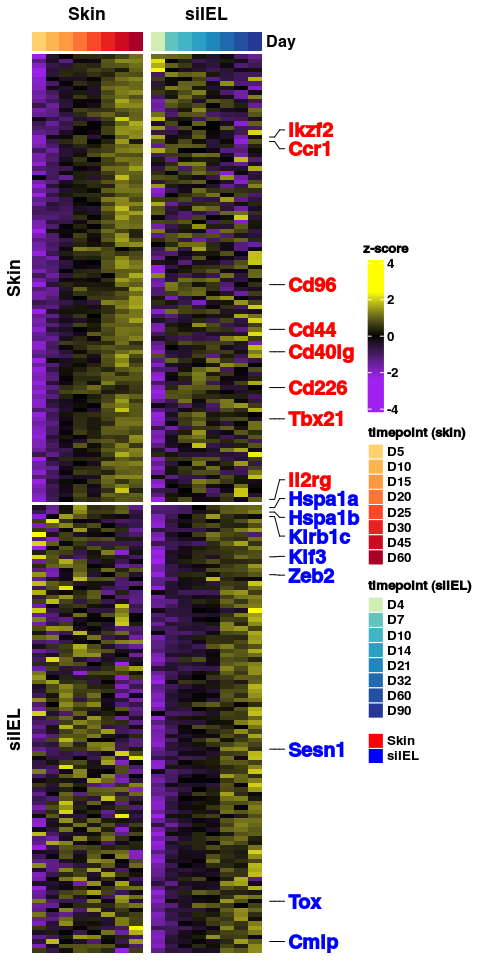 Skin siIEL
Day
Ikzf2
Ccr1
Cd96
Cd44
Cd40lg
Cd226
Tbx21
Il2rg
Hspa1a
Hspa1b
Klrb1c
Klf3
Zeb2
Sesn1
Tox
Cmip
Skin
siIEL
z-score
4
2
0
-2
-4
timepoint (skin)
D5
D10
D15
D20
D25
D30
D45
D60
timepoint (siIEL)
D4
D7
D10
D14
D21
D32
D60
D90
Skin
siIEL